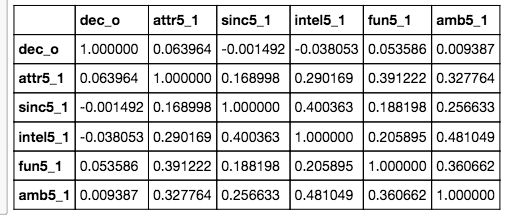 dec_o attr5_1 sinc5_1 intel5_1 fun5_1 amb5_1
dec_o 1.000000 0.063964 -0.001492 -0.038053 0.053586 0.009387
attr5_1 0.063964 1.000000 0.168998 0.290169 0.391222 0.327764
sinc5_1 -0.001492 0.168998 1.000000 0.400363 0.188198 0.256633
intel5_1 -0.038053 0.290169 0.400363 1.000000 0.205895 0.481049
fun5_1 0.053586 0.391222 0.188198 0.205895 1.000000 0.360662
amb5_1 0.009387 0.327764 0.256633 0.481049 0.360662 1.000000